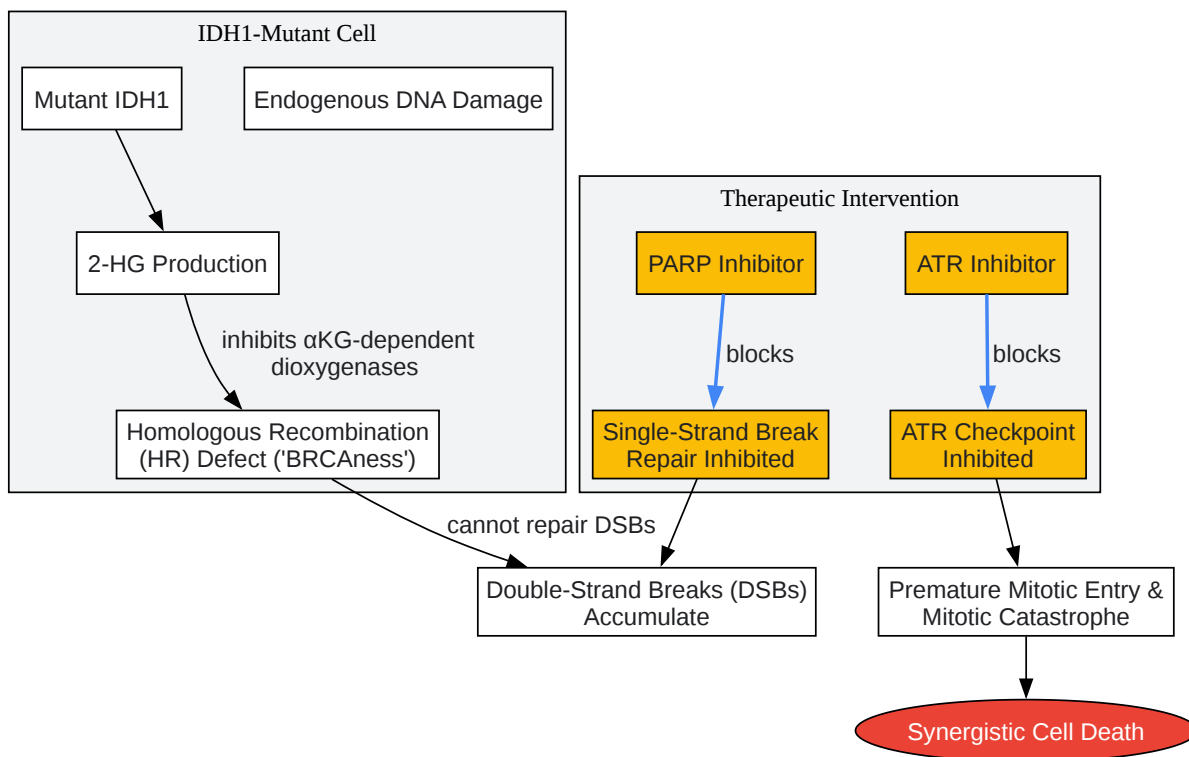 IDH1-Mutant Cell
Mutant IDH1
Endogenous DNA Damage
2-HG Production
inhibits αKG-dependent
dioxygenases
Homologous Recombination
(HR) Defect ('BRCAness')
Therapeutic Intervention
PARP Inhibitor
ATR Inhibitor
blocks
blocks
Single-Strand Break
Repair Inhibited
ATR Checkpoint
Inhibited
cannot repair DSBs
Double-Strand Breaks (DSBs)
Accumulate
Premature Mitotic Entry &
Mitotic Catastrophe
Synergistic Cell Death